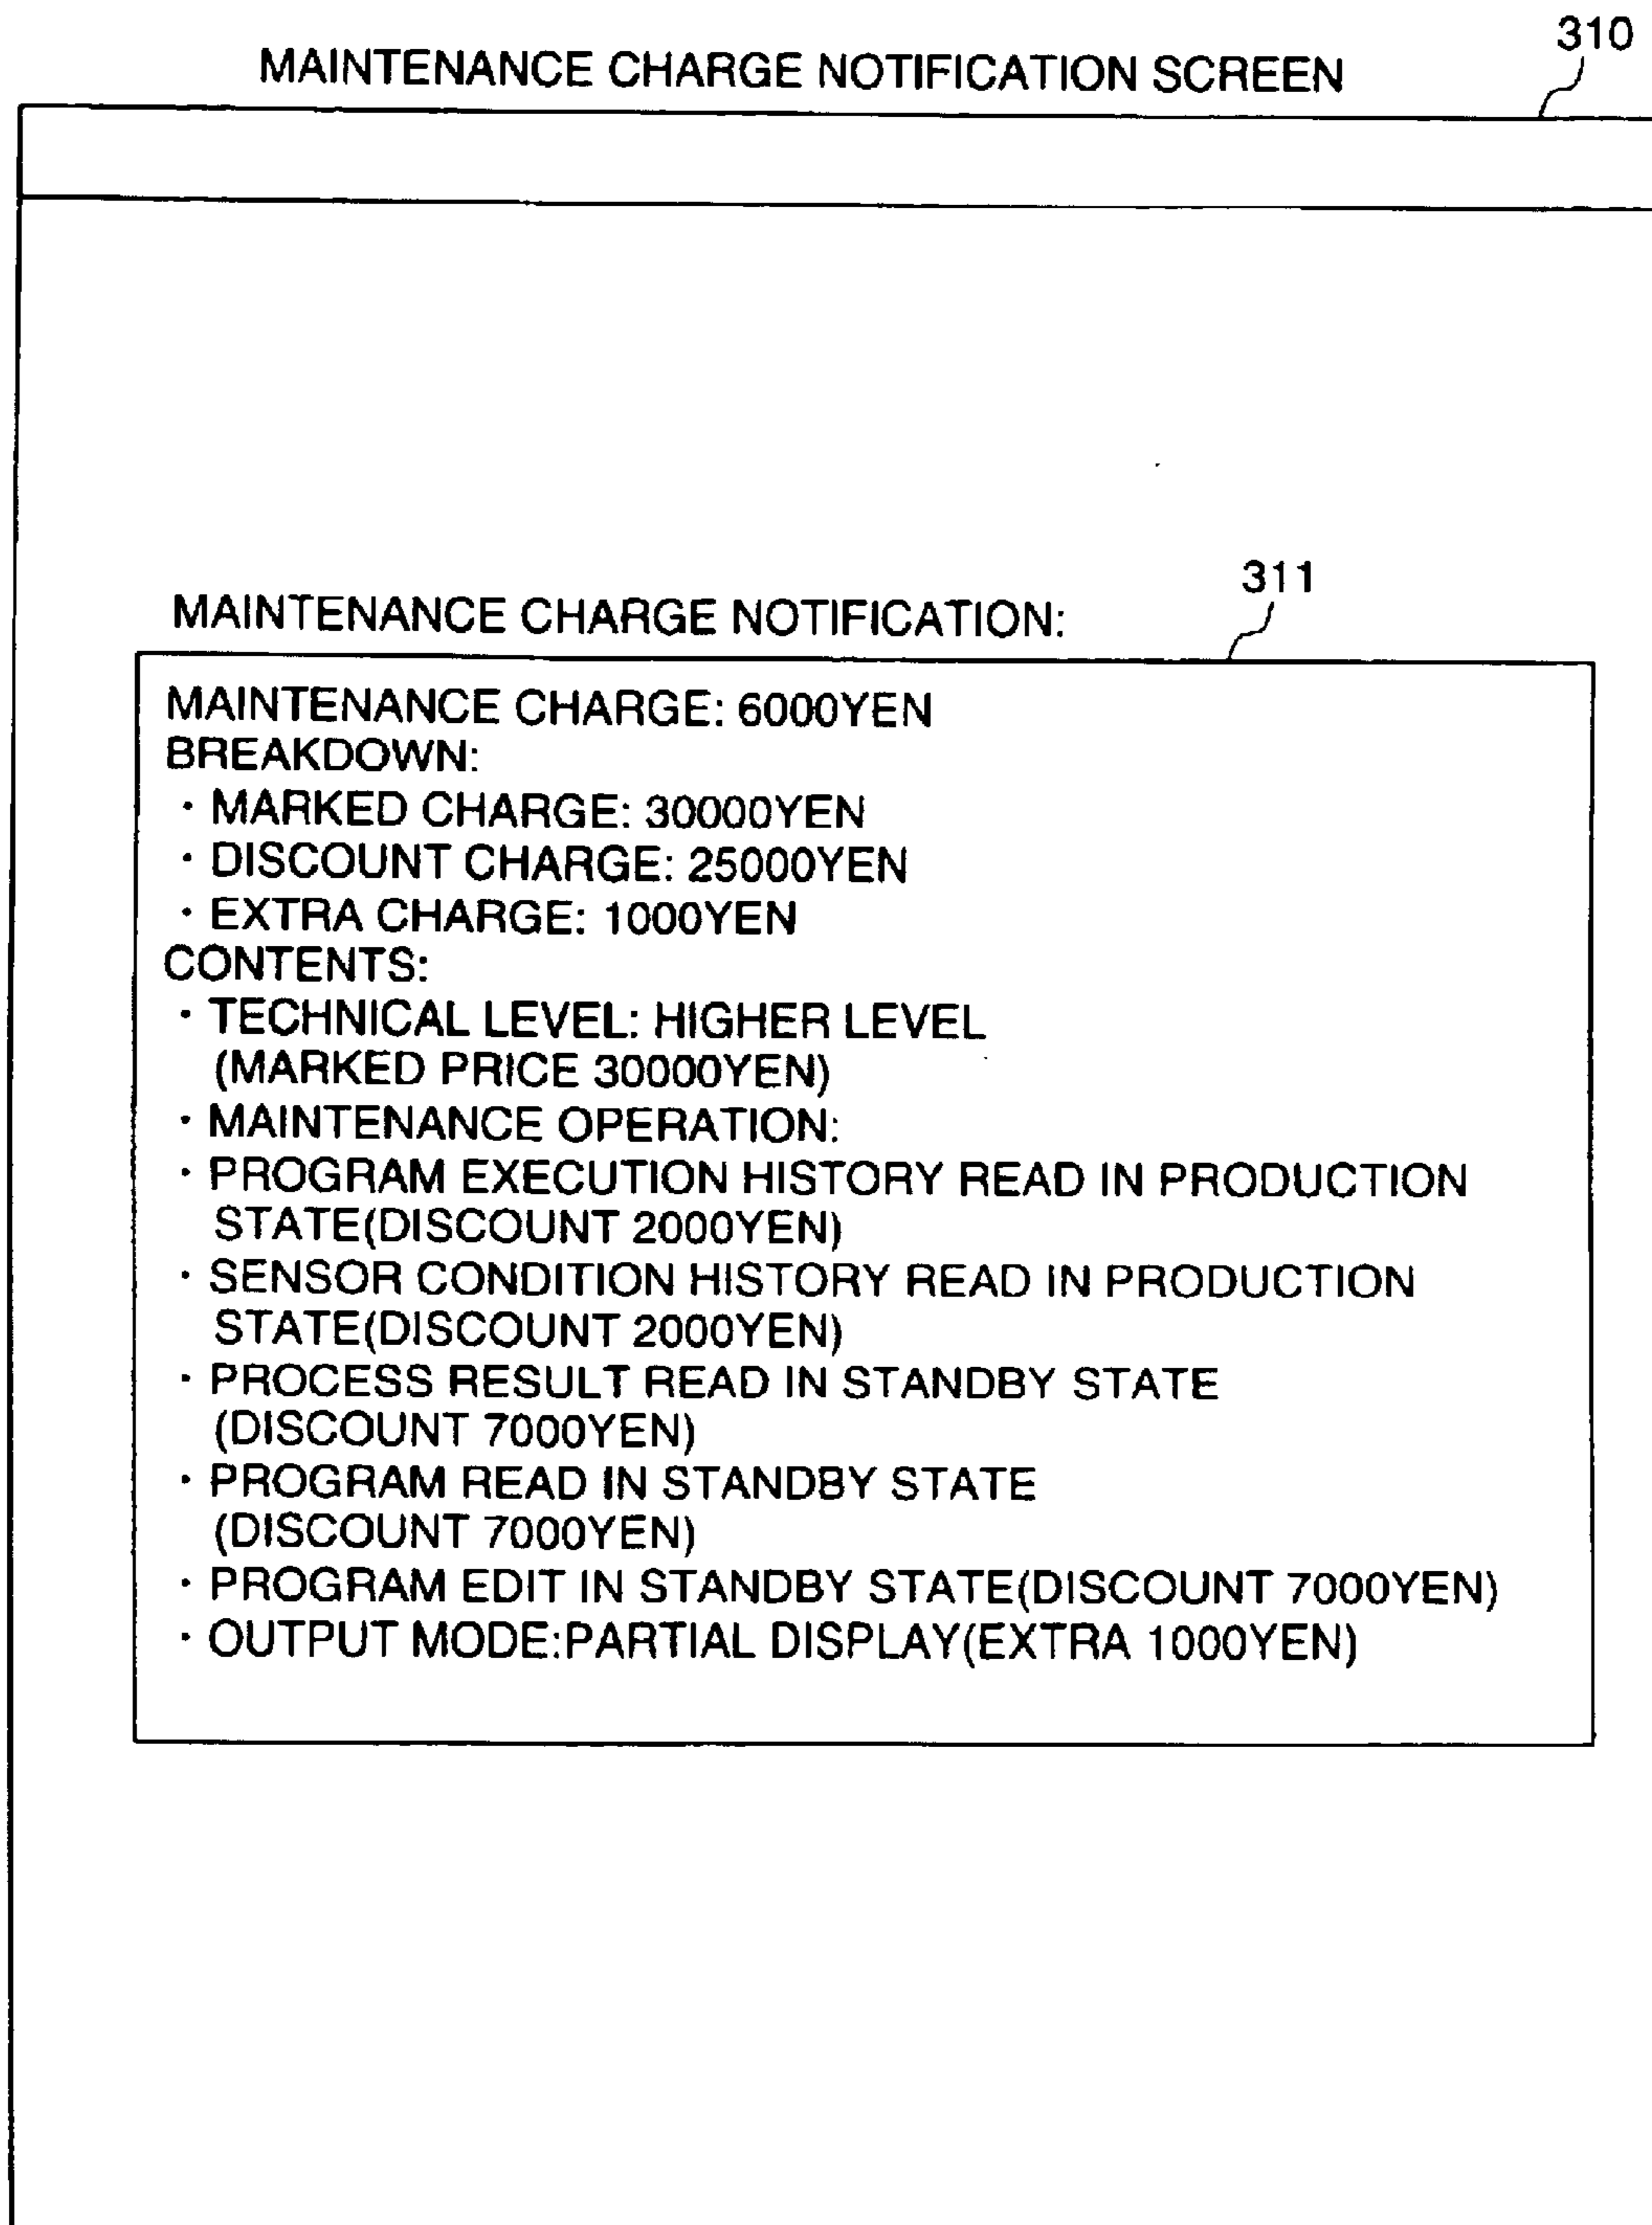 310
MAINTENANCE CHARGE NOTIFICATION SCREEN
311
MAINTENANCE CHARGE NOTIFICATION:
MAINTENANCE CHARGE: 6000YEN
BREAKDOWN:
・MARKED CHARGE: 30000YEN
・DISCOUNT CHARGE: 25000YEN
・EXTRA CHARGE: 1000YEN
CONTENTS:
・TECHNICAL LEVEL: HIGHER LEVEL
(MARKED PRICE 30000YEN)
・MAINTENANCE OPERATION:
・PROGRAM EXECUTION HISTORY READ IN PRODUCTION
STATE(DISCOUNT 2000YEN)
・SENSOR CONDITION HISTORY READ IN PRODUCTION
STATE(DISCOUNT 2000YEN)
・PROCESS RESULT READ IN STANDBY STATE
(DISCOUNT 7000YEN)
・PROGRAM READ IN STANDBY STATE
(DISCOUNT 7000YEN)
・PROGRAM EDIT IN STANDBY STATE(DISCOUNT 7000YEN)
・OUTPUT MODE:PARTIAL DISPLAY(EXTRA 1000YEN)